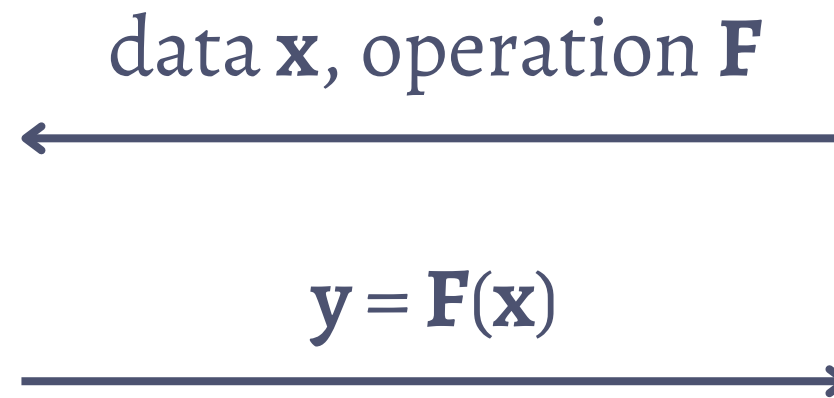 data x, operation F
y = F(x)